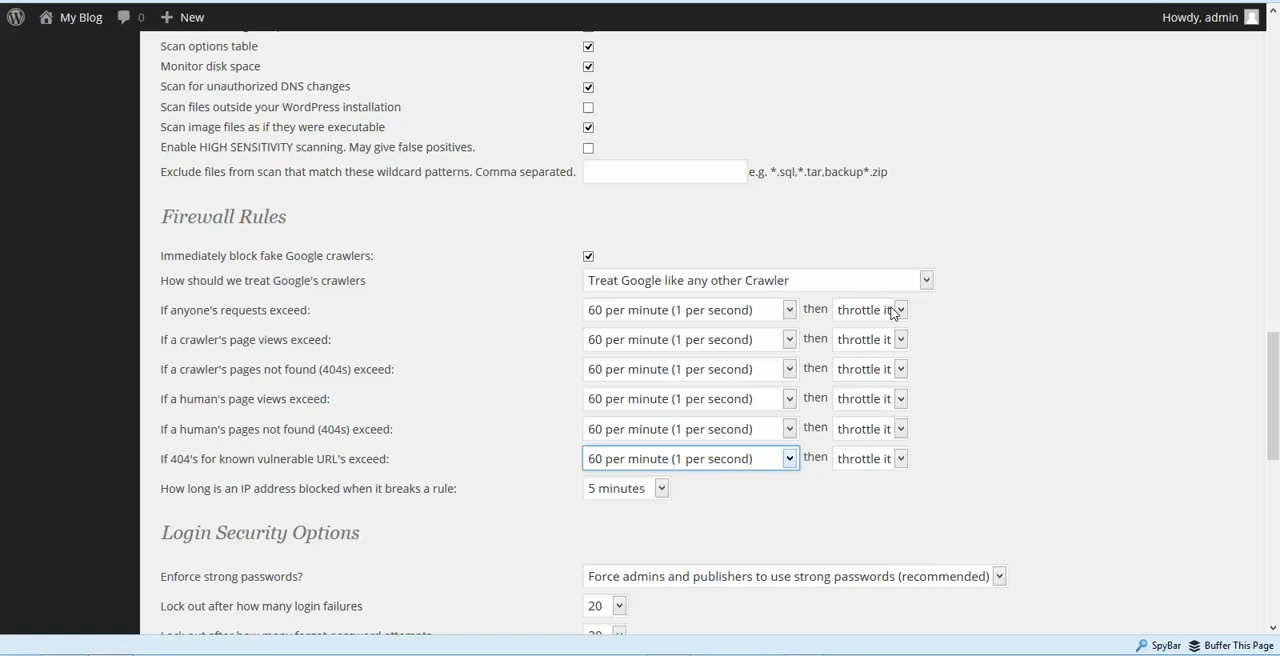 My Blog 0 New Howdy, admin
Scan options table
Monitor disk space
Scan for unauthorized DNS changes
Scan files outside your WordPress installation
Scan image files as if they were executable
Enable HIGH SENSITIVITY scanning. May give false positives.
Exclude files from scan that match these wildcard patterns. Comma separated. e.g. *.sql,*.tar,backup*.zip
Firewall Rules
Immediately block fake Google crawlers:
How should we treat Google's crawlers Treat Google like any other Crawler
If anyone's requests exceed: 60 per minute (1 per second) then throttle it
If a crawler's page views exceed: 60 per minute (1 per second) then throttle it
If a crawler's pages not found (404s) exceed: 60 per minute (1 per second) then throttle it
If a human's page views exceed: 60 per minute (1 per second) then throttle it
If a human's pages not found (404s) exceed: 60 per minute (1 per second) then throttle it
If 404's for known vulnerable URL's exceed: 60 per minute (1 per second) then throttle it
How long is an IP address blocked when it breaks a rule: 5 minutes
Login Security Options
Enforce strong passwords? Force admins and publishers to use strong passwords (recommended)
Lock out after how many login failures 20
Lock out after how many forgot password attempts 20
SpyBar Buffer This Page